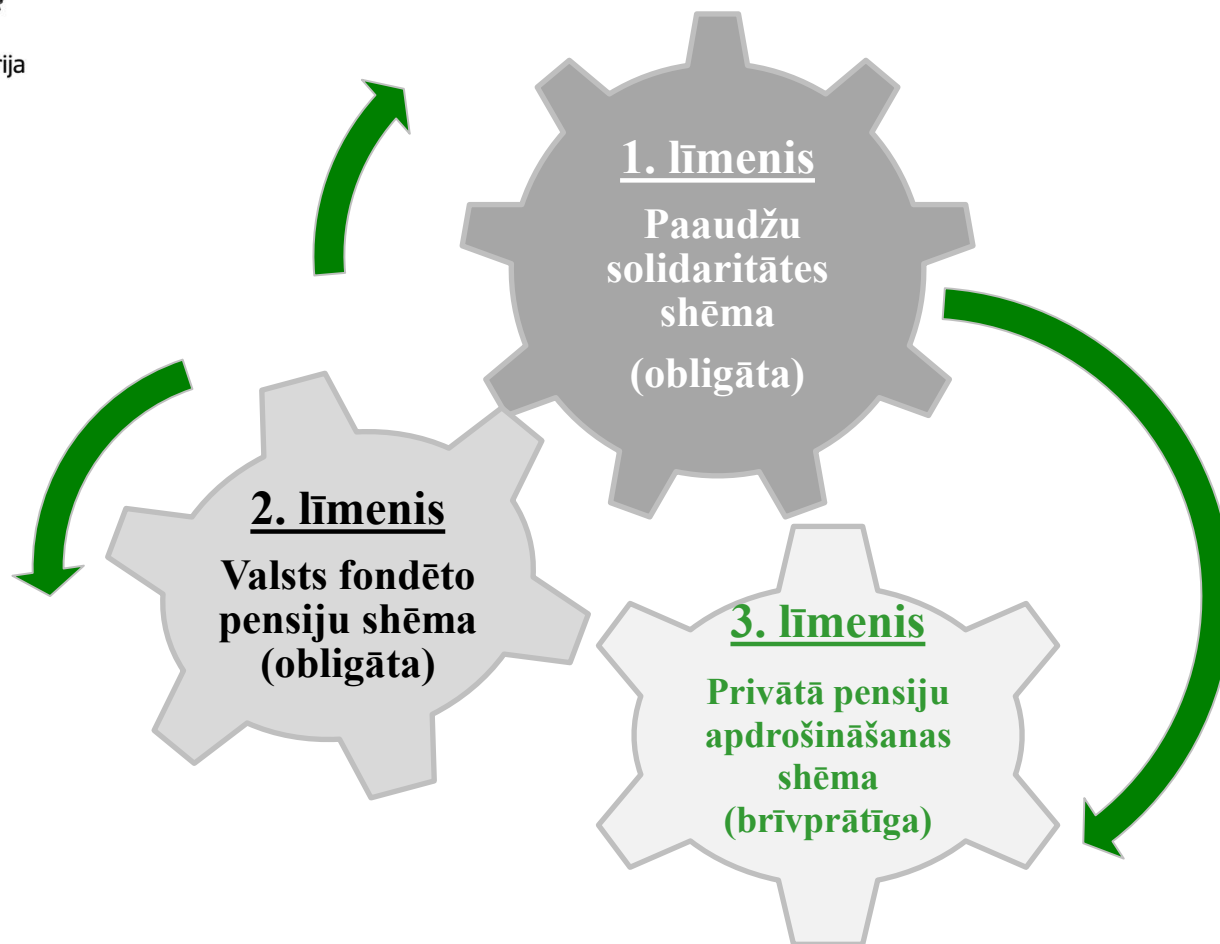 rija
1. līmenis
Paaudžu
solidaritātes
shēma
(obligāta)
2. līmenis
Valsts fondēto
pensiju shēma
(obligāta)
3. līmenis
Privātā pensiju
apdrošināšanas
shēma
(brīvprātīga)